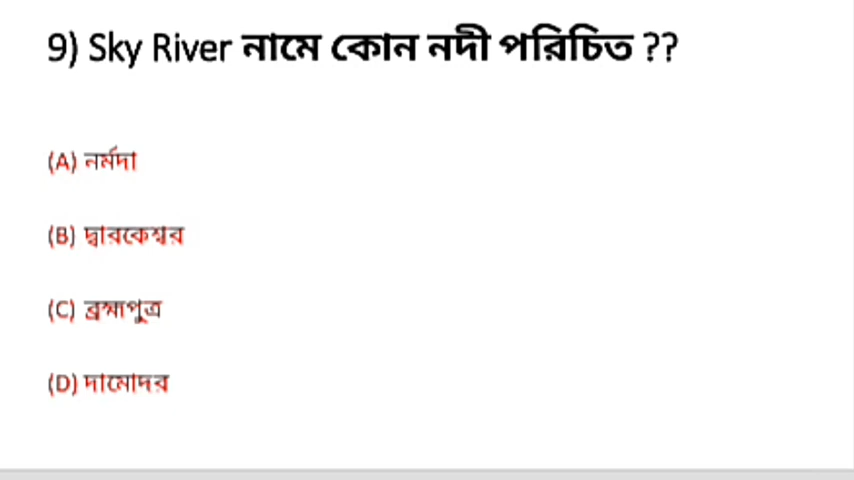 9) Sky River নামে কোন নদী পরিচিত ??
(A) নর্মদা
(B) দ্বারকেশ্বর
(C) ব্রহ্মপুত্র
(D) দামোদর